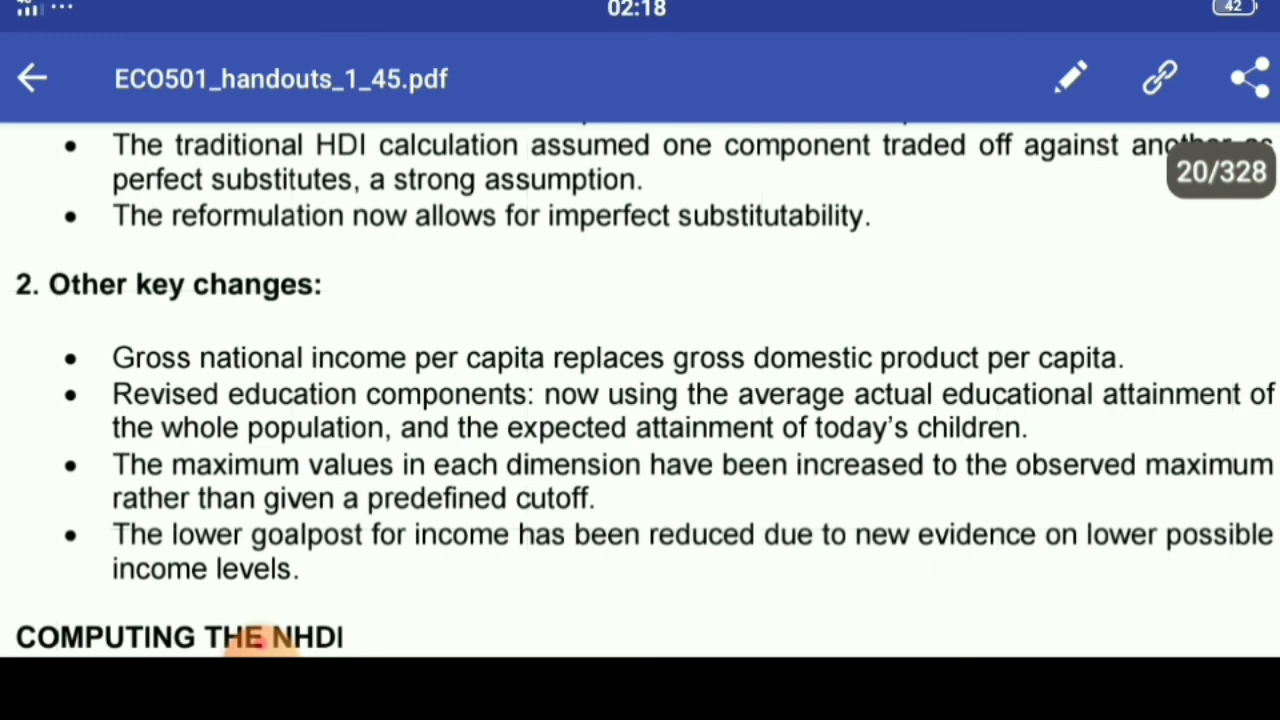 02:18
42
ECO501_handouts_1_45.pdf
• The traditional HDI calculation assumed one component traded off against another as
20/328
perfect substitutes, a strong assumption.
• The reformulation now allows for imperfect substitutability.
2. Other key changes:
• Gross national income per capita replaces gross domestic product per capita.
• Revised education components: now using the average actual educational attainment of
the whole population, and the expected attainment of today's children.
• The maximum values in each dimension have been increased to the observed maximum
rather than given a predefined cutoff.
• The lower goalpost for income has been reduced due to new evidence on lower possible
income levels.
COMPUTING THE NHDI